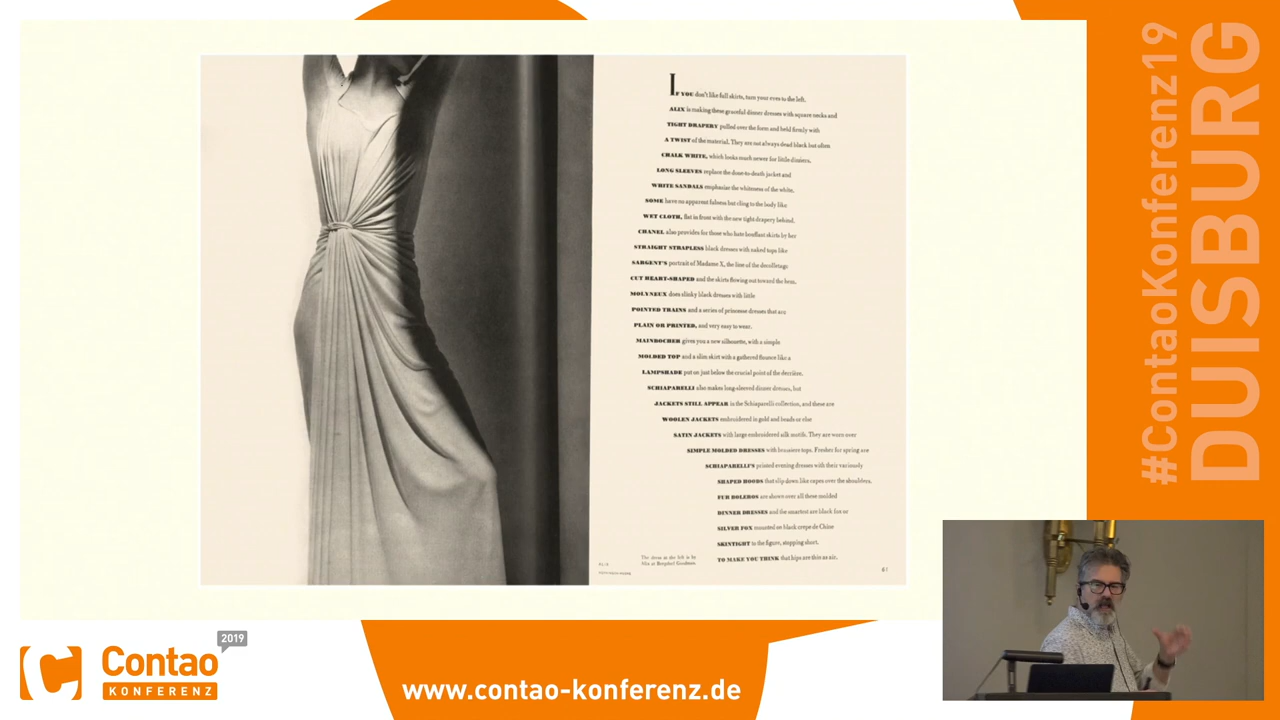 IF YOU don't like full skirts, turn your eyes to the left.
ALIX is making these graceful dinner dresses with square necks and
TIGHT DRAPERY pulled over the form and held firmly with
A TWIST of the material. They are not always dead black but often
CHALK WHITE, which looks much newer for little dinners.
LONG SLEEVES replace the done-to-death jacket and
WHITE SANDALS emphasize the whiteness of the white.
SOME have no apparent fulness but cling to the body like
WET CLOTH, flat in front with the new tight drapery behind.
CHANEL also provides for those who hate bouffant skirts by her
STRAIGHT STRAPLESS black dresses with naked tops like
SARGENT'S portrait of Madame X, the line of the decolletage
CUT HEART-SHAPED and the skirts flowing out toward the hem.
MOLYNEUX does slinky black dresses with little
POINTED TRAINS and a series of princesse dresses that are
PLAIN OR PRINTED, and very easy to wear.
MAINBOCHER gives you a new silhouette, with a simple
MOLDED TOP and a slim skirt with a gathered flounce like a
LAMPSHADE put on just below the crucial point of the derrière.
SCHIAPARELLI also makes long-sleeved dinner dresses, but
JACKETS STILL APPEAR in the Schiaparelli collection, and these are
WOOLEN JACKETS embroidered in gold and beads or else
SATIN JACKETS with large embroidered silk motifs. They are worn over
SIMPLE MOLDED DRESSES with brassiere tops. Fresher for spring are
SCHIAPARELLI'S printed evening dresses with their variously
SHAPED HOODS that slip down like capes over the shoulders.
FUR BOLEROS are shown over all these molded
DINNER DRESSES and the smartest are black fox or
SILVER FOX mounted on black crepe de Chine
SKINTIGHT to the figure, stopping short.
TO MAKE YOU THINK that hips are thin as air.
The dress at the left is by
Alix at Bergdorf Goodman.
61
#ContaoKonferenz19
DUISBURG
2019
Contao
KONFERENZ
www.contao-konferenz.de